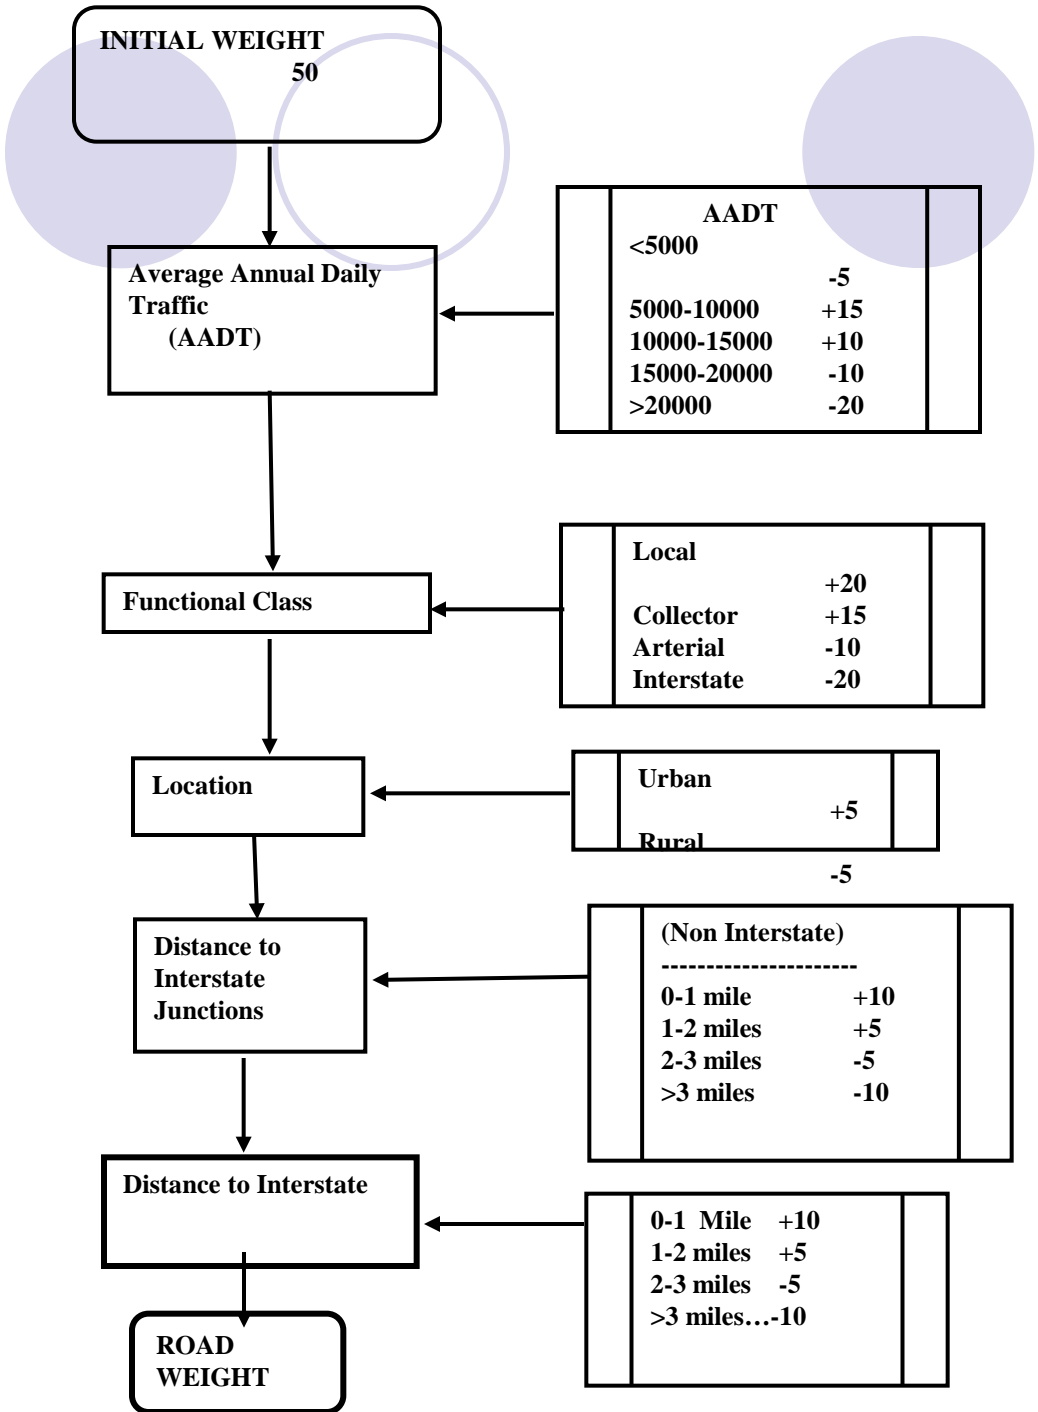 INITIAL WEIGHT
50
Average Annual Daily
Traffic
(AADT)
AADT
<5000
-5
5000-10000 +15
10000-15000 +10
15000-20000 -10
>20000 -20
Functional Class
Local
+20
Collector +15
Arterial -10
Interstate -20
Location
Urban
+5
Rural
-5
Distance to
Interstate
Junctions
(Non Interstate)
----------------------
0-1 mile +10
1-2 miles +5
2-3 miles -5
>3 miles -10
Distance to Interstate
0-1 Mile +10
1-2 miles +5
2-3 miles -5
>3 miles…-10
ROAD
WEIGHT